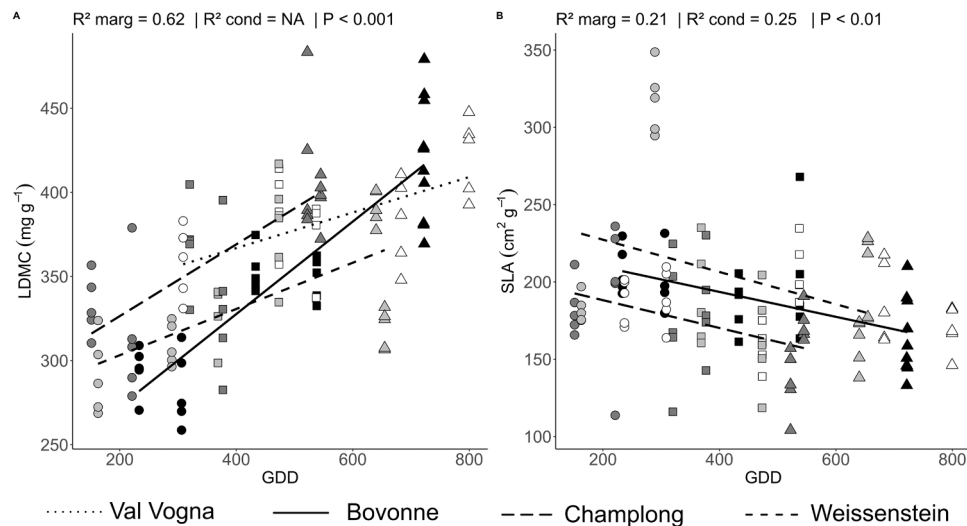 A R² marg = 0.62 | R² cond = NA | P < 0.001
B R² marg = 0.21 | R² cond = 0.25 | P < 0.01
LDMC (mg g⁻¹)
450
400
350
300
250
200 400 600 800
GDD
SLA (cm² g⁻¹)
350
300
250
200
150
100
200 400 600 800
GDD
Val Vogna Bovonne Champlong Weissenstein